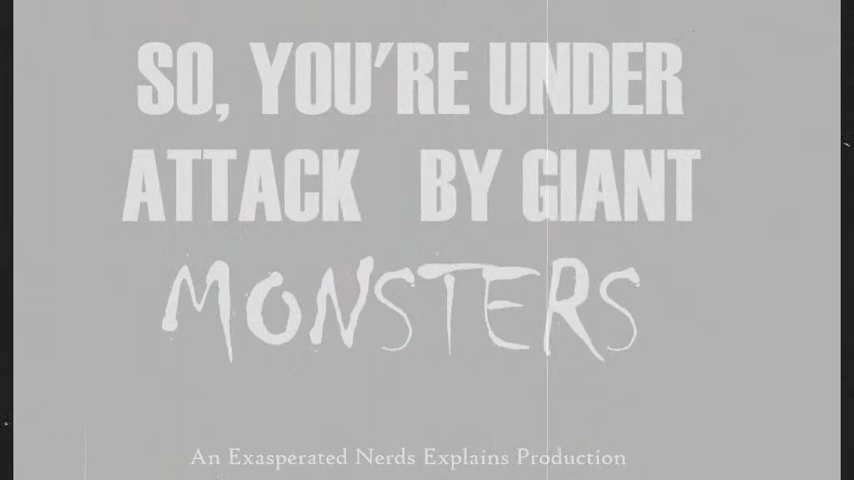 SO, YOU'RE UNDER
ATTACK BY GIANT
MONSTERS
An Exasperated Nerds Explains Production